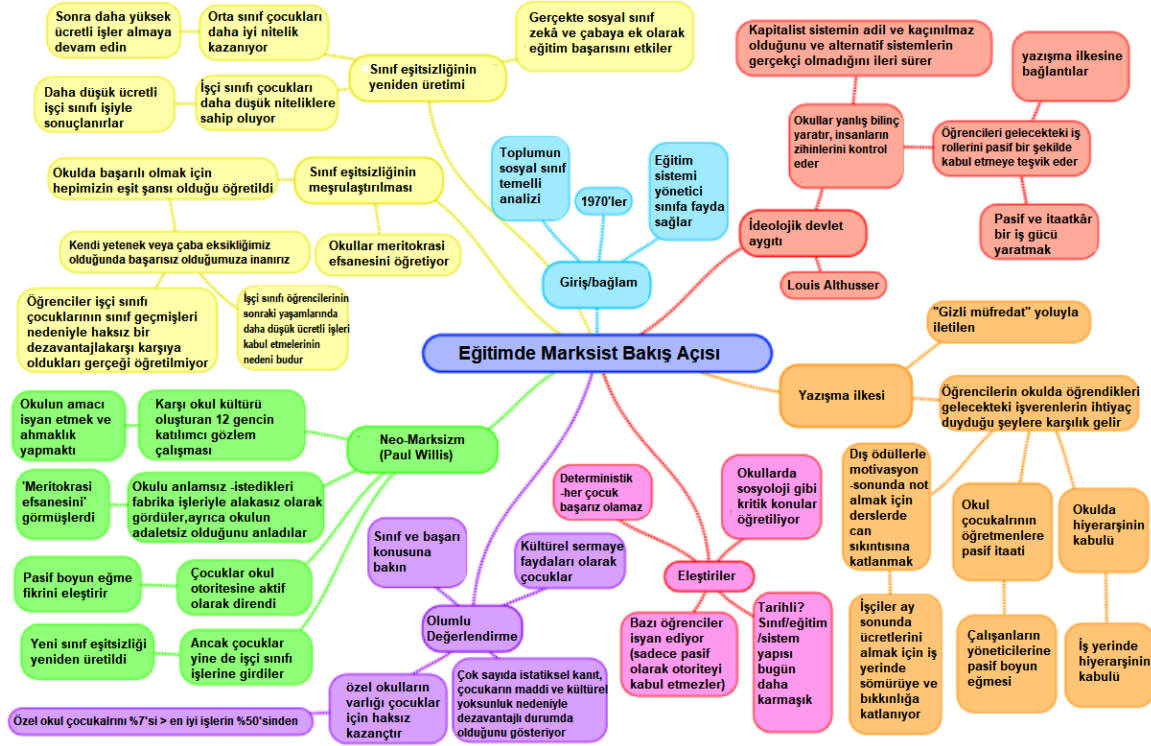 Eğitimde Marksist Bakış Açısı
Sınıf eşitsizliğinin
yeniden üretimi
Orta sınıf çocukları
daha iyi nitelik
kazanıyor
Sonra daha yüksek
ücretli işler almaya
devam edin
Gerçekte sosyal sınıf
zekâ ve çabaya ek olarak
eğitim başarısını etkiler
İşçi sınıfı çocukları
daha düşük niteliklere
sahip oluyor
Daha düşük ücretli
işçi sınıfı işiyle
sonuçlanırlar
Sınıf eşitsizliğinin
meşrulaştırılması
Okulda başarılı olmak için
hepimizin eşit şansı olduğu öğretildi
Okullar meritokrasi
efsanesini öğretiyor
Kendi yetenek veya çaba eksikliğimiz
olduğunda başarısız olduğumuza inanırız
Öğrenciler işçi sınıfı
çocuklarının sınıf geçmişleri
nedeniyle haksız bir
dezavantajlakarşı karşıya
oldukları gerçeği öğretilmiyor
İşçi sınıfı öğrencilerinin
sonraki yaşamlarında
daha düşük ücretli işleri
kabul etmelerinin
nedeni budur
Giriş/bağlam
Toplumun
sosyal sınıf
temelli
analizi
1970'ler
Eğitim
sistemi
yönetici
sınıfa fayda
sağlar
İdeolojik devlet
aygıtı
Louis Althusser
Okullar yanlış bilinç
yaratır, insanların
zihinlerini kontrol
eder
Kapitalist sistemin adil ve kaçınılmaz
olduğunu ve alternatif sistemlerin
gerçekçi olmadığını ileri sürer
Öğrencileri gelecekteki iş
rollerini pasif bir şekilde
kabul etmeye teşvik eder
yazışma ilkesine
bağlantılar
Pasif ve itaatkâr
bir iş gücü
yaratmak
Yazışma ilkesi
"Gizli müfredat" yoluyla
iletilen
Öğrencilerin okulda öğrendikleri
gelecekteki işverenlerin ihtiyaç
duyduğu şeylere karşılık gelir
Dış ödüllerle
motivasyon
-sonunda not
almak için
derslerde
can
sıkıntısına
katlanmak
İşçiler ay
sonunda
ücretlerini
almak için iş
yerinde
sömürüye ve
bıkkınlığa
katlanıyor
Okul
çocukalrının
öğretmenlere
pasif itaati
Çalışanların
yöneticilerine
pasif boyun
eğmesi
Okulda
hiyerarşinin
kabulü
İş yerinde
hiyerarşinin
kabulü
Neo-Marksizm
(Paul Willis)
Karşı okul kültürü
oluşturan 12 gencin
katılımcı gözlem
çalışması
Okulun amacı
isyan etmek ve
ahmaklık
yapmaktı
Okulu anlamsız -istedikleri
fabrika işleriyle alakasız olarak
gördüler,ayrıca okulun
adaletsiz olduğunu anladılar
'Meritokrasi
efsanesini'
görmüşlerdi
Çocuklar okul
otoritesine aktif
olarak direndi
Pasif boyun eğme
fikrini eleştirir
Ancak çocuklar
yine de işçi sınıfı
işlerine girdiler
Yeni sınıf eşitsizliği
yeniden üretildi
Olumlu
Değerlendirme
Sınıf ve başarı
konusuna
bakın
Kültürel sermaye
faydaları olarak
çocuklar
özel okulların
varlığı çocuklar
için haksız
kazançtır
Özel okul çocukalrını %7'si > en iyi işlerin %50'sinden
Çok sayıda istatiksel kanıt,
çocukarın maddi ve kültürel
yoksunluk nedeniyle
dezavantajlı durumda
olduğunu gösteriyor
Eleştiriler
Deterministik
-her çocuk
başarız olamaz
Okullarda
sosyoloji gibi
kritik konular
öğretiliyor
Bazı öğrenciler
isyan ediyor
(sadece pasif
olarak otoriteyi
kabul etmezler)
Tarihli?
Sınıf/eğitim
/sistem
yapısı
bugün
daha
karmaşık